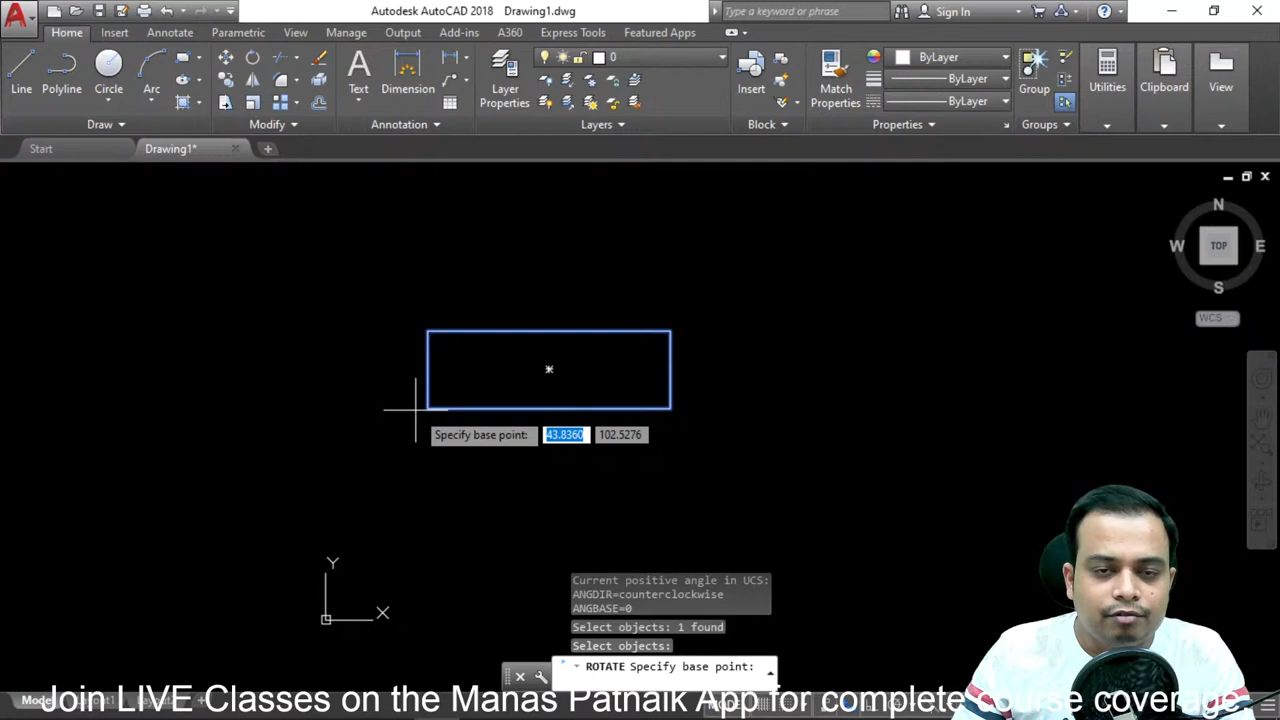 Autodesk AutoCAD 2018 Drawing1.dwg
Type a keyword or phrase
Sign In
Home Insert Annotate Parametric View Manage Output Add-ins A360 Express Tools Featured Apps
Line Polyline Circle Arc
Text Dimension
Layer Properties
0
Insert
Match Properties
ByLayer
ByLayer
ByLayer
Group
Utilities Clipboard View
Draw Modify Annotation Layers Block Properties Groups
Start Drawing1*
N
W TOP E
S
WCS
Specify base point: 43.8360 102.5276
Y
X
Current positive angle in UCS:
ANGDIR=counterclockwise
ANGBASE=0
Select objects: 1 found
Select objects:
ROTATE Specify base point:
Join LIVE Classes on the Manas Patnaik App for complete course coverage.